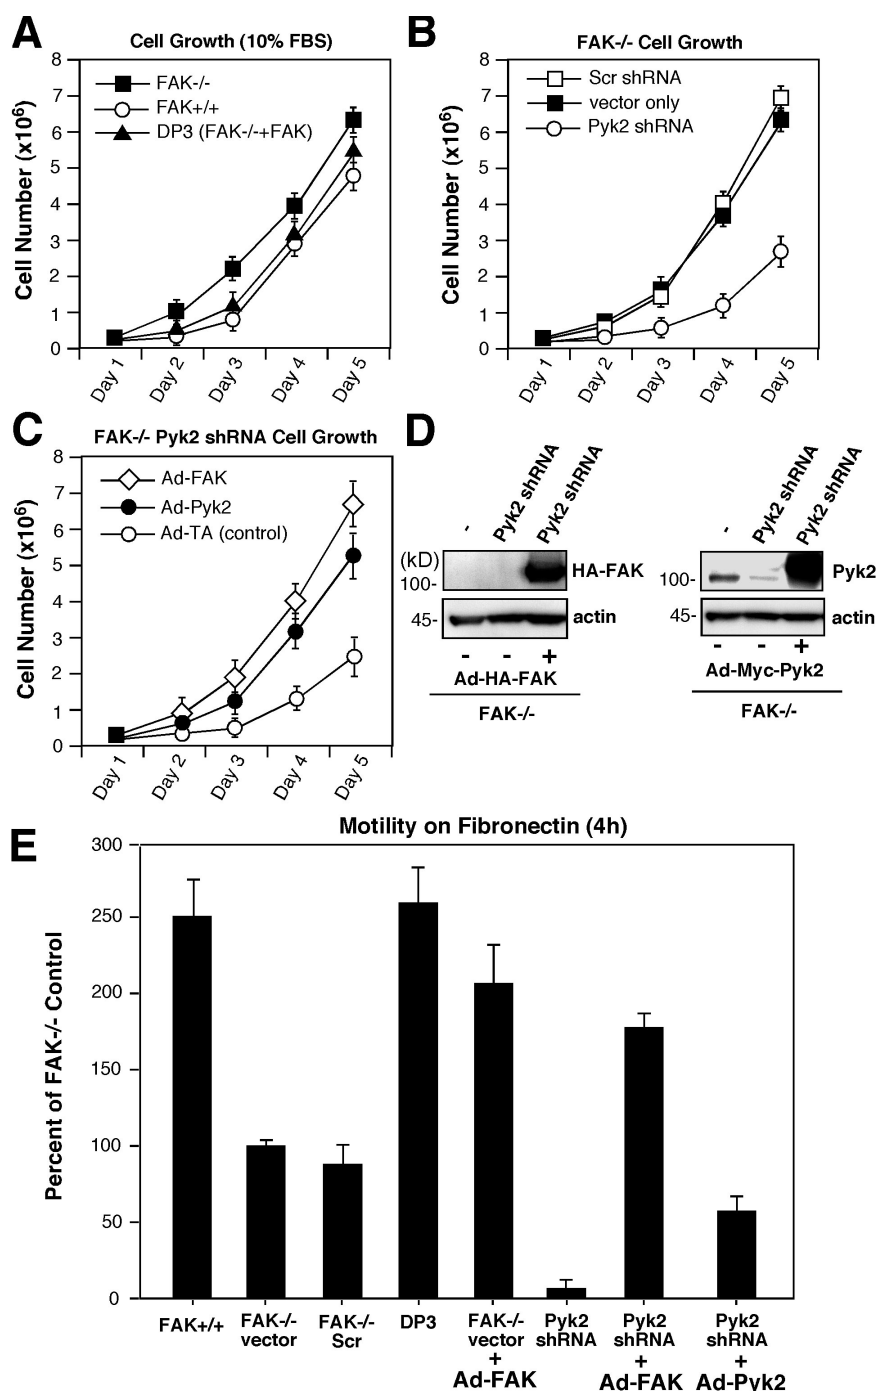 A
Cell Growth (10% FBS)
Cell Number (x10⁶)
8
7
6
5
4
3
2
1
0
FAK-/-
FAK+/+
DP3 (FAK-/-+FAK)
Day 1
Day 2
Day 3
Day 4
Day 5
B
FAK-/- Cell Growth
Cell Number (x10⁶)
8
7
6
5
4
3
2
1
0
Scr shRNA
vector only
Pyk2 shRNA
Day 1
Day 2
Day 3
Day 4
Day 5
C
FAK-/- Pyk2 shRNA Cell Growth
Cell Number (x10⁶)
8
7
6
5
4
3
2
1
0
Ad-FAK
Ad-Pyk2
Ad-TA (control)
Day 1
Day 2
Day 3
Day 4
Day 5
D
-
Pyk2 shRNA
Pyk2 shRNA
(kD)
100-
HA-FAK
45-
actin
- - +
Ad-HA-FAK
FAK-/-
-
Pyk2 shRNA
Pyk2 shRNA
100-
Pyk2
45-
actin
- - +
Ad-Myc-Pyk2
FAK-/-
E
Motility on Fibronectin (4h)
Percent of FAK-/- Control
300
250
200
150
100
50
0
FAK+/+
FAK-/-
vector
FAK-/-
Scr
DP3
FAK-/-
vector
+
Ad-FAK
Pyk2
shRNA
Pyk2
shRNA
+
Ad-FAK
Pyk2
shRNA
+
Ad-Pyk2